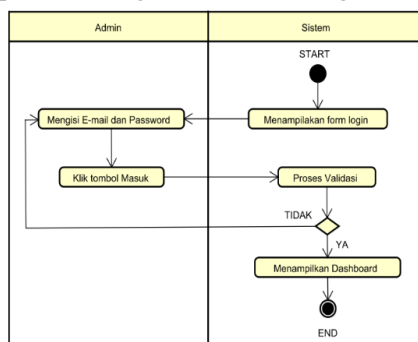 Admin
Sistem
START
Menampilakan form login
Mengisi E-mail dan Password
Klik tombol Masuk
Proses Validasi
TIDAK
YA
Menampilkan Dashboard
END